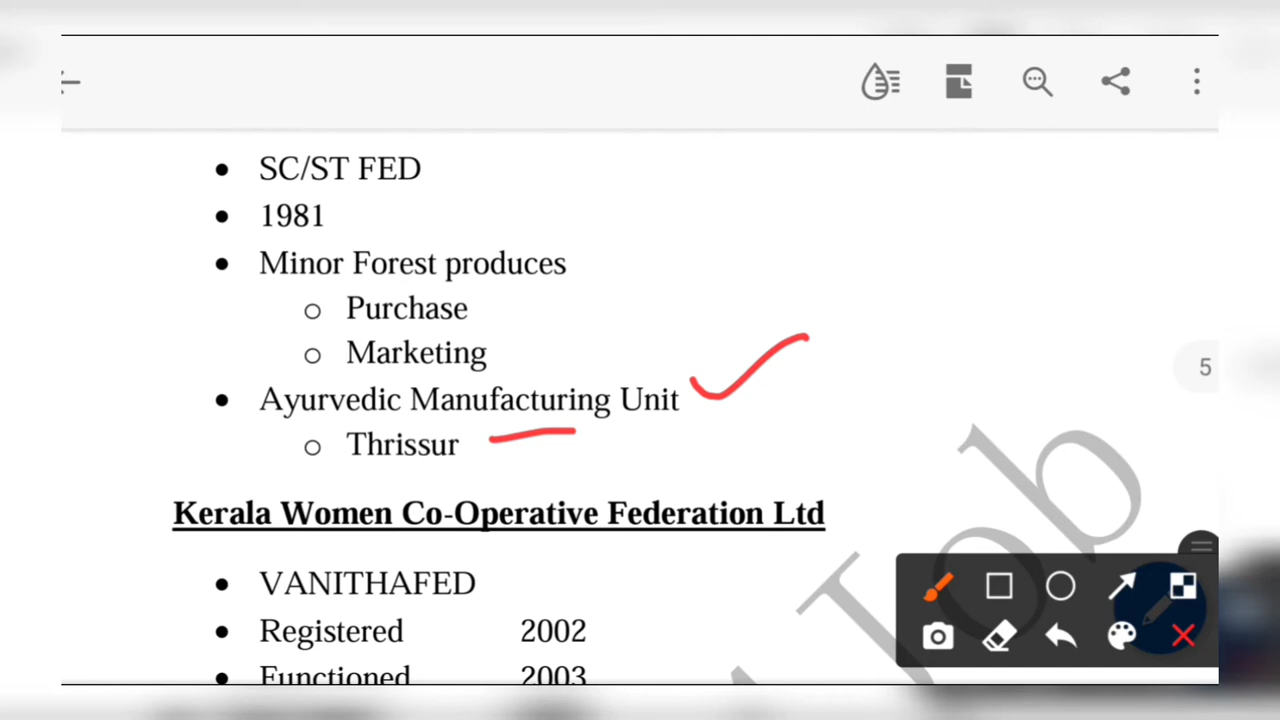 SC/ST FED
1981
Minor Forest produces
Purchase
Marketing
5
Ayurvedic Manufacturing Unit
Thrissur
Kerala Women Co-Operative Federation Ltd
VANITHAFED
Registered 2002
Functioned 2003
Job